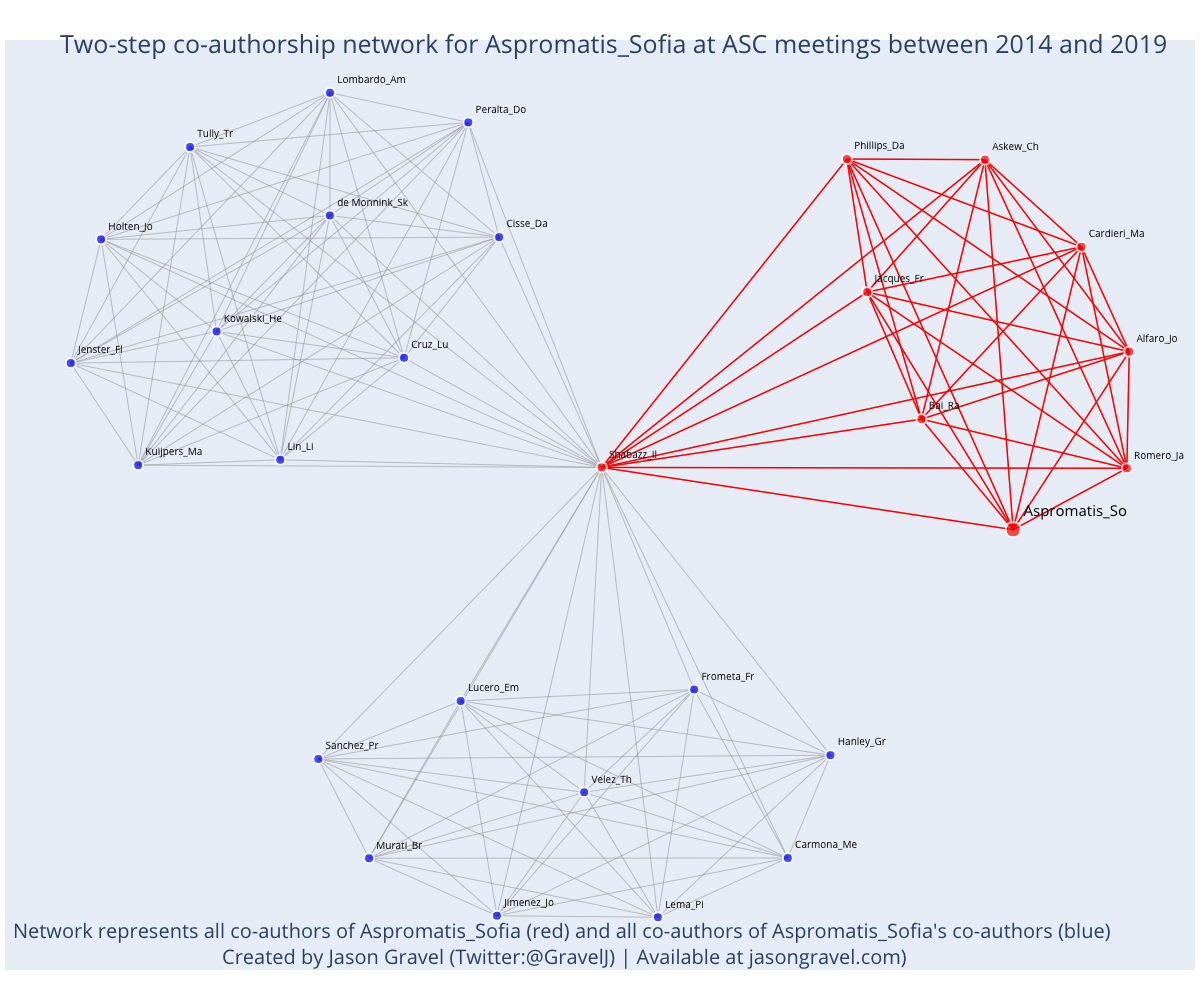 Two-step co-authorship network for Aspromatis_Sofia at ASC meetings between 2014 and 2019
Lombardo_Am
Peralta_Do
Tully_Tr
Phillips_Da
Askew_Ch
de Monnink_Sk
Holten_Jo
Cisse_Da
Cardieri_Ma
Jacques_Fr
Kowalski_He
Cruz_Lu
Jenster_Fl
Alfaro_Jo
Bai_Ra
Kuijpers_Ma
Lin_Li
Shabazz_Il
Romero_Ja
Aspromatis_So
Lucero_Em
Frometa_Fr
Sanchez_Pr
Hanley_Gr
Velez_Th
Murati_Br
Carmona_Me
Jimenez_Jo
Lema_Pi
Network represents all co-authors of Aspromatis_Sofia (red) and all co-authors of Aspromatis_Sofia's co-authors (blue)
Created by Jason Gravel (Twitter:@GravelJ) | Available at jasongravel.com)